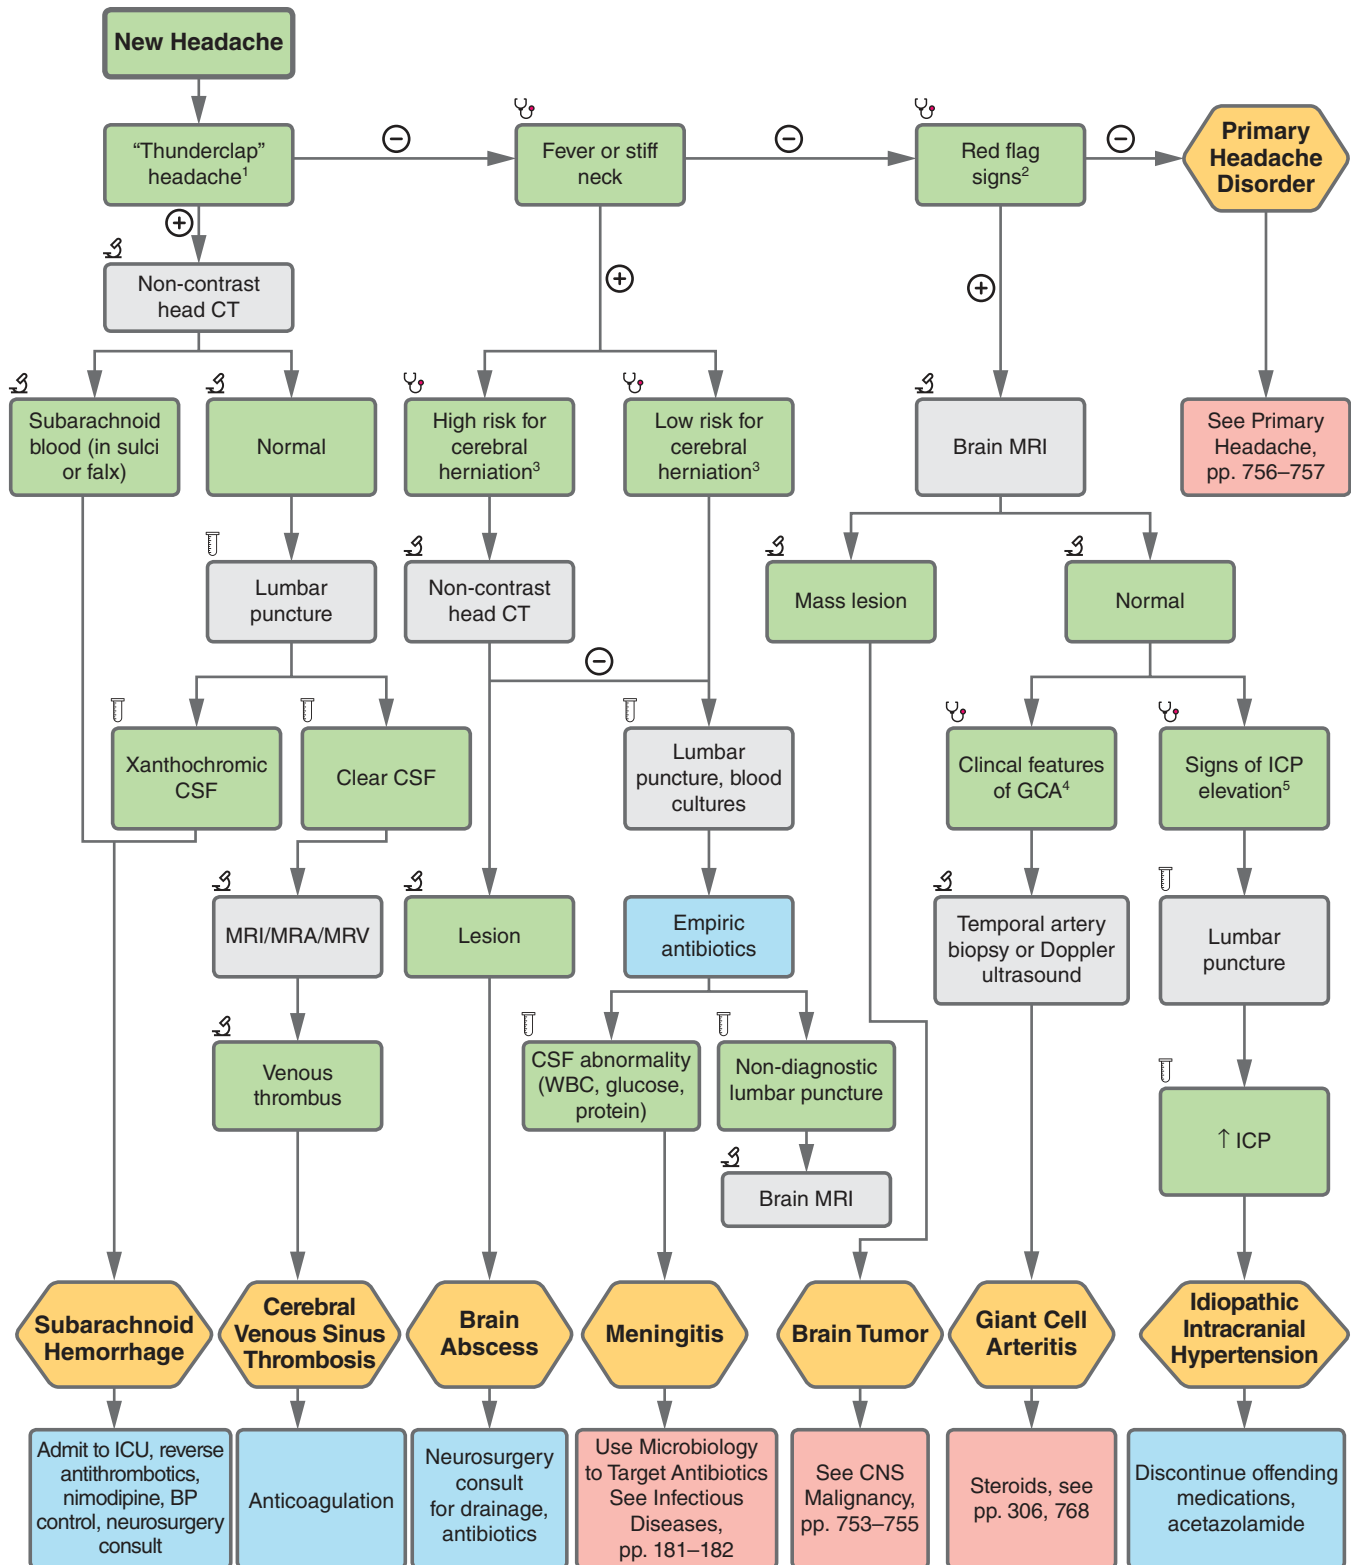 New Headache
“Thunderclap”
headache1
Fever or stiff
neck
Red flag
signs2
Primary
Headache
Disorder
Non-contrast
head CT
Subarachnoid
blood (in sulci
or falx)
Normal
High risk for
cerebral
herniation3
Low risk for
cerebral
herniation3
Brain MRI
See Primary
Headache,
pp. 756–757
Lumbar
puncture
Non-contrast
head CT
Mass lesion
Normal
Xanthochromic
CSF
Clear CSF
Lumbar
puncture, blood
cultures
Clincal features
of GCA4
Signs of ICP
elevation5
MRI/MRA/MRV
Lesion
Empiric
antibiotics
Temporal artery
biopsy or Doppler
ultrasound
Lumbar
puncture
Venous
thrombus
CSF abnormality
(WBC, glucose,
protein)
Non-diagnostic
lumbar puncture
↑ ICP
Brain MRI
Subarachnoid
Hemorrhage
Cerebral
Venous Sinus
Thrombosis
Brain
Abscess
Meningitis
Brain Tumor
Giant Cell
Arteritis
Idiopathic
Intracranial
Hypertension
Admit to ICU, reverse
antithrombotics,
nimodipine, BP
control, neurosurgery
consult
Anticoagulation
Neurosurgery
consult
for drainage,
antibiotics
Use Microbiology
to Target Antibiotics
See Infectious
Diseases,
pp. 181–182
See CNS
Malignancy,
pp. 753–755
Steroids, see
pp. 306, 768
Discontinue offending
medications,
acetazolamide